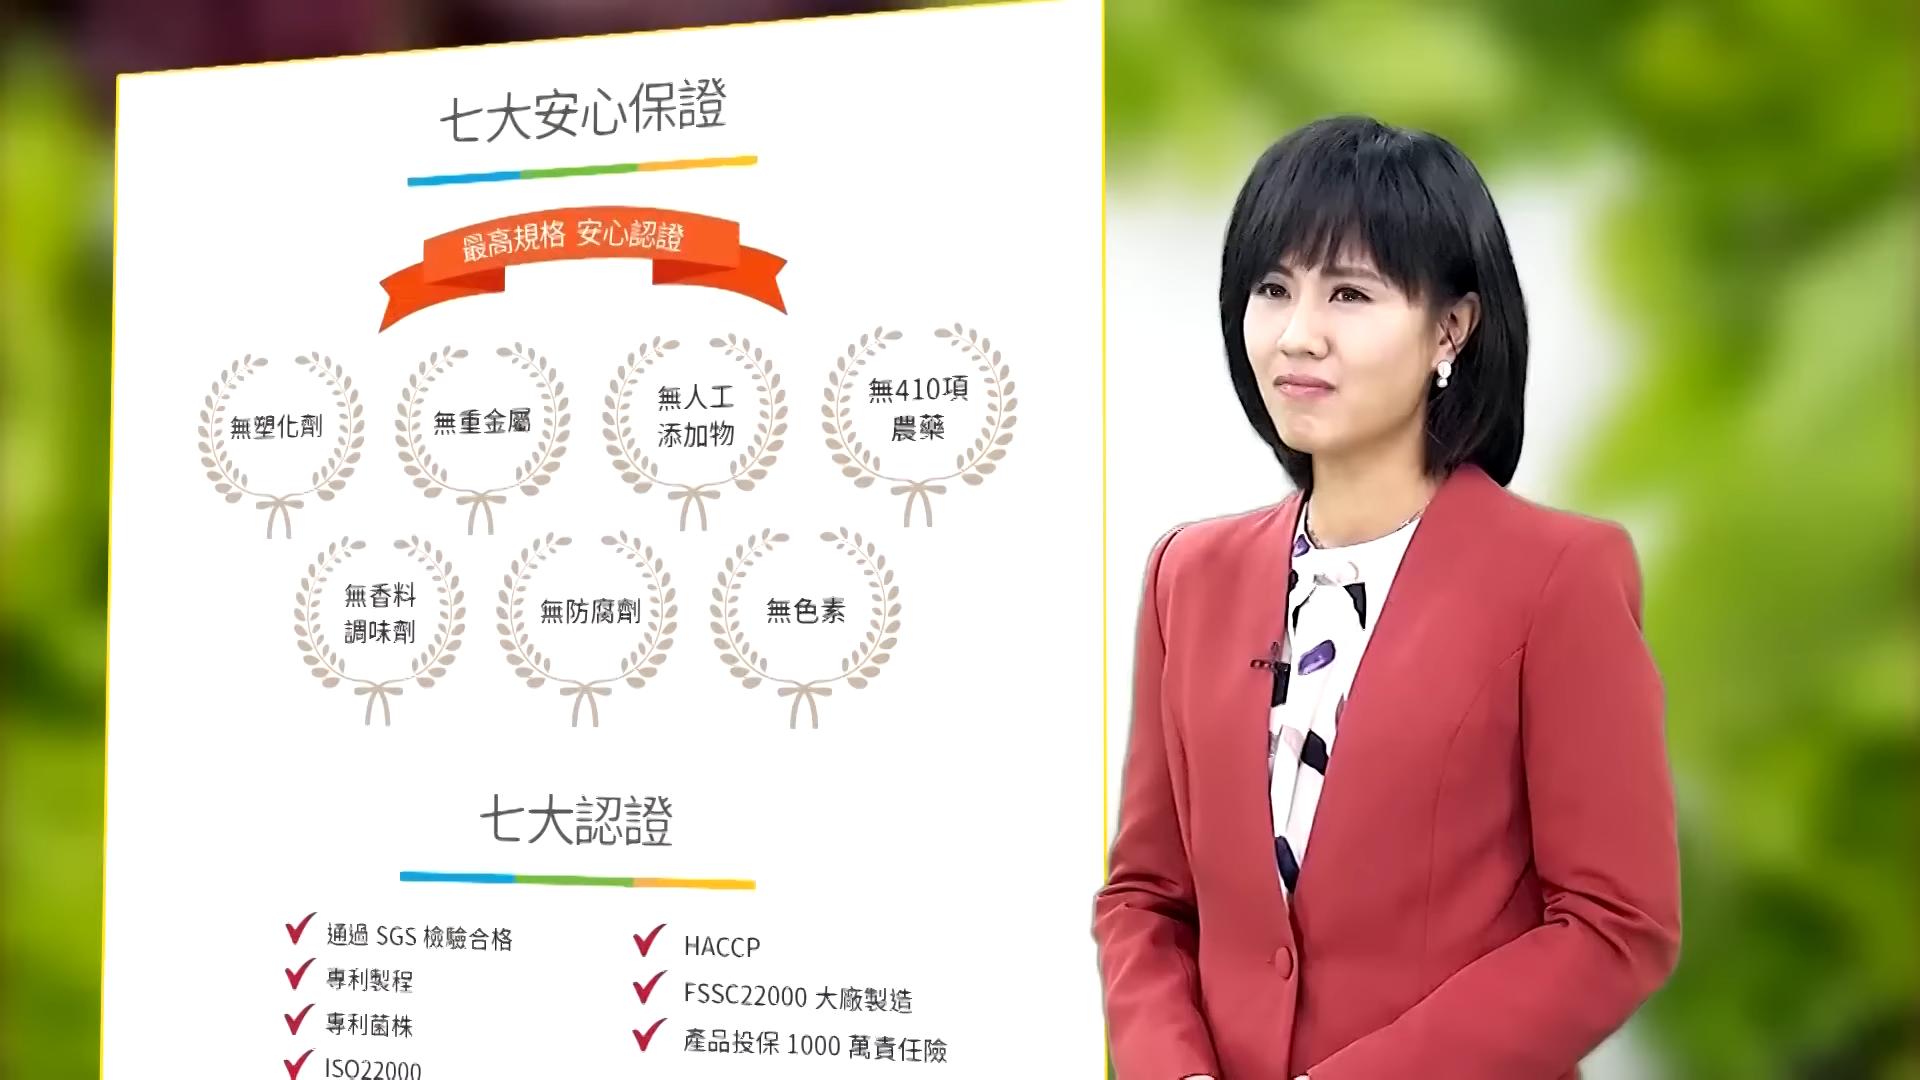 七大安心保證
最高規格 安心認證
無塑化劑
無重金屬
無人工
添加物
無410項
農藥
無香料
調味劑
無防腐劑
無色素
七大認證
通過 SGS 檢驗合格
專利製程
專利菌株
ISO22000
HACCP
FSSC22000 大廠製造
產品投保 1000 萬責任險